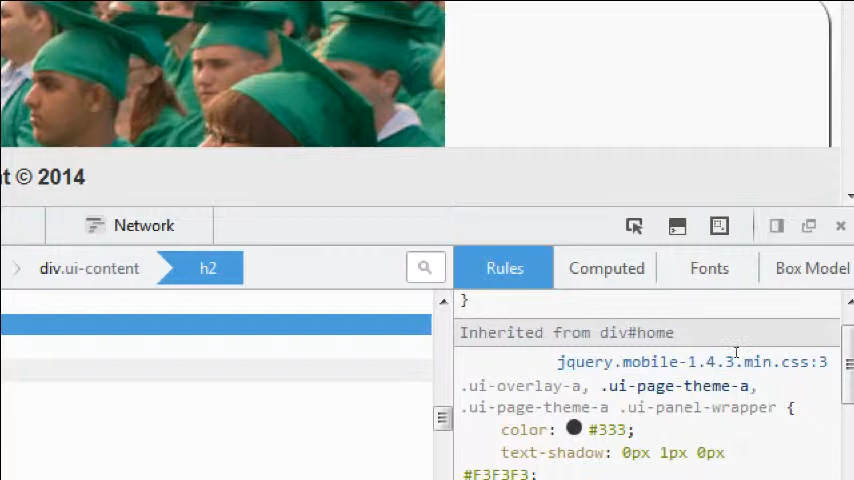 t © 2014
Network
div.ui-content
h2
Rules
Computed
Fonts
Box Model
}
Inherited from div#home
jquery.mobile-1.4.3.min.css:3
.ui-overlay-a, .ui-page-theme-a,
.ui-page-theme-a .ui-panel-wrapper {
color: #333;
text-shadow: 0px 1px 0px
#F3F3F3;